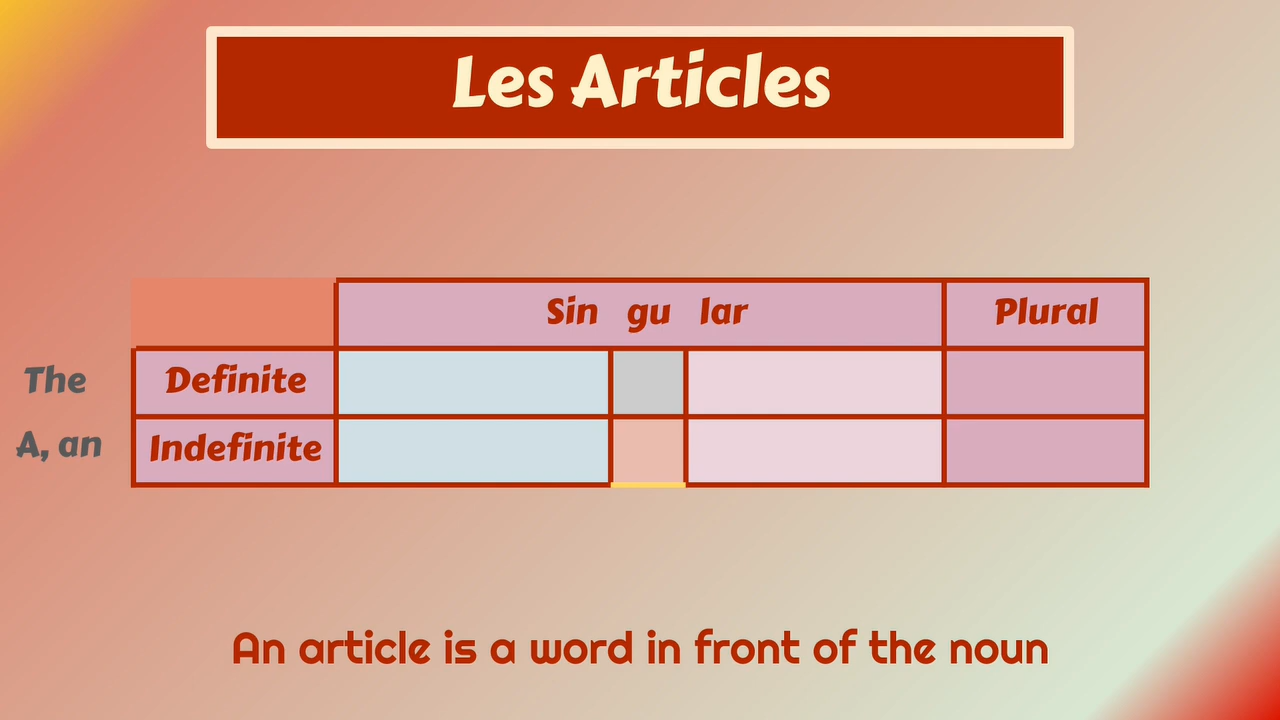 Les Articles
Sin gu lar Plural
The Definite
A, an Indefinite
An article is a word in front of the noun